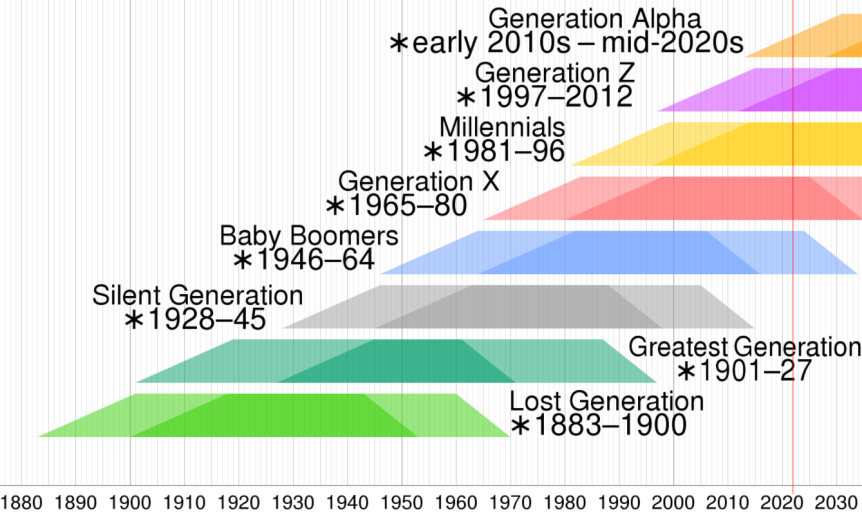 Generation Alpha
∗early 2010s – mid-2020s
Generation Z
∗1997–2012
Millennials
∗1981–96
Generation X
∗1965–80
Baby Boomers
∗1946–64
Silent Generation
∗1928–45
Greatest Generation
∗1901–27
Lost Generation
∗1883–1900
1880 1890 1900 1910 1920 1930 1940 1950 1960 1970 1980 1990 2000 2010 2020 2030